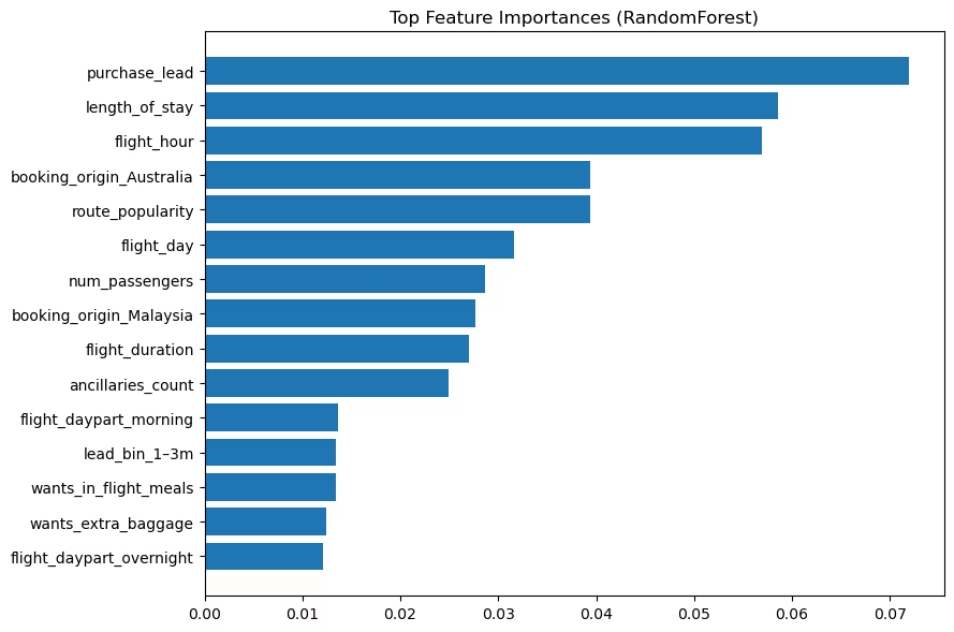 Top Feature Importances (RandomForest)
purchase_lead
length_of_stay
flight_hour
booking_origin_Australia
route_popularity
flight_day
num_passengers
booking_origin_Malaysia
flight_duration
ancillaries_count
flight_daypart_morning
lead_bin_1–3m
wants_in_flight_meals
wants_extra_baggage
flight_daypart_overnight
0.00 0.01 0.02 0.03 0.04 0.05 0.06 0.07